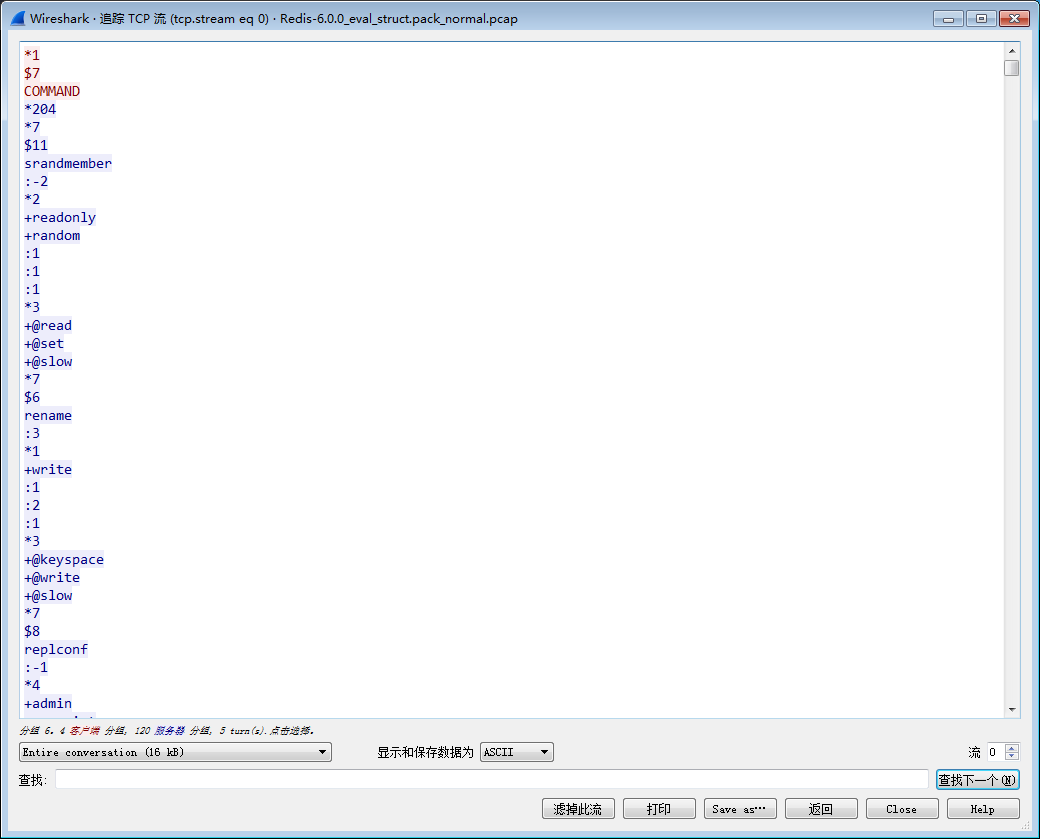 Wireshark · 追踪 TCP 流 (tcp.stream eq 0) · Redis-6.0.0_eval_struct.pack_normal.pcap
*1
$7
COMMAND
*204
*7
$11
srandmember
:-2
*2
+readonly
+random
:1
:1
:1
*3
+@read
+@set
+@slow
*7
$6
rename
:3
*1
+write
:1
:2
:1
*3
+@keyspace
+@write
+@slow
*7
$8
replconf
:-1
*4
+admin
分组 6。4 客户端 分组, 120 服务器 分组, 5 turn(s).点击选择。
Entire conversation (16 kB) 显示和保存数据为 ASCII 流 0
查找: 查找下一个(N)
滤掉此流 打印 Save as… 返回 Close Help